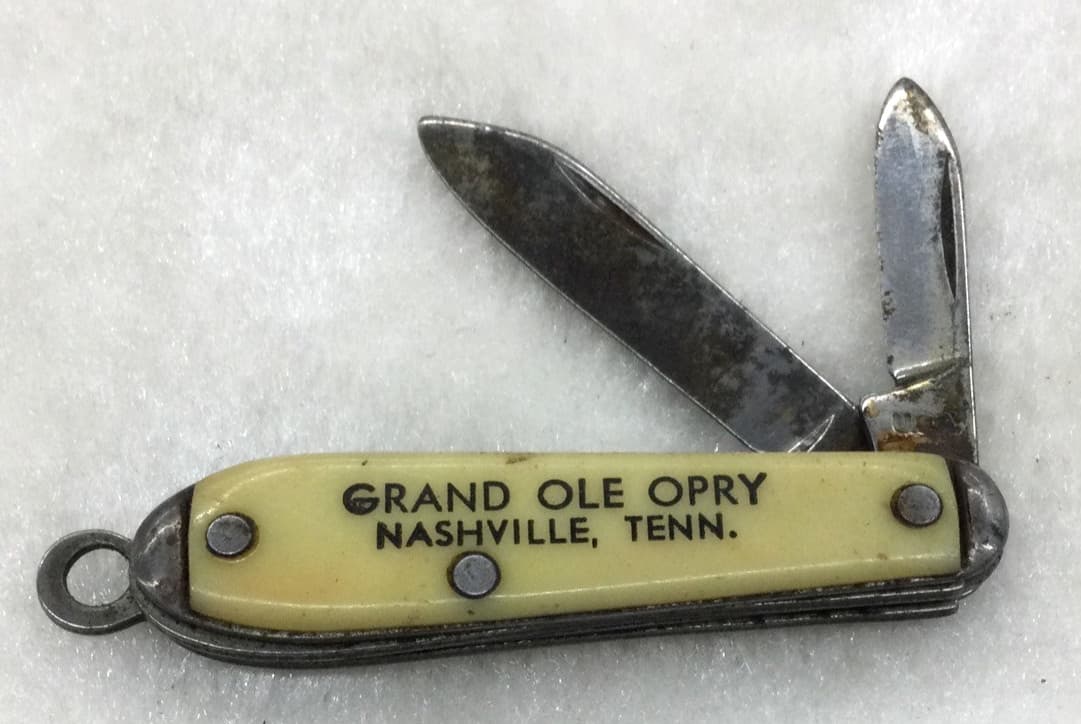 GRAND OLE OPRY
NASHVILLE, TENN.